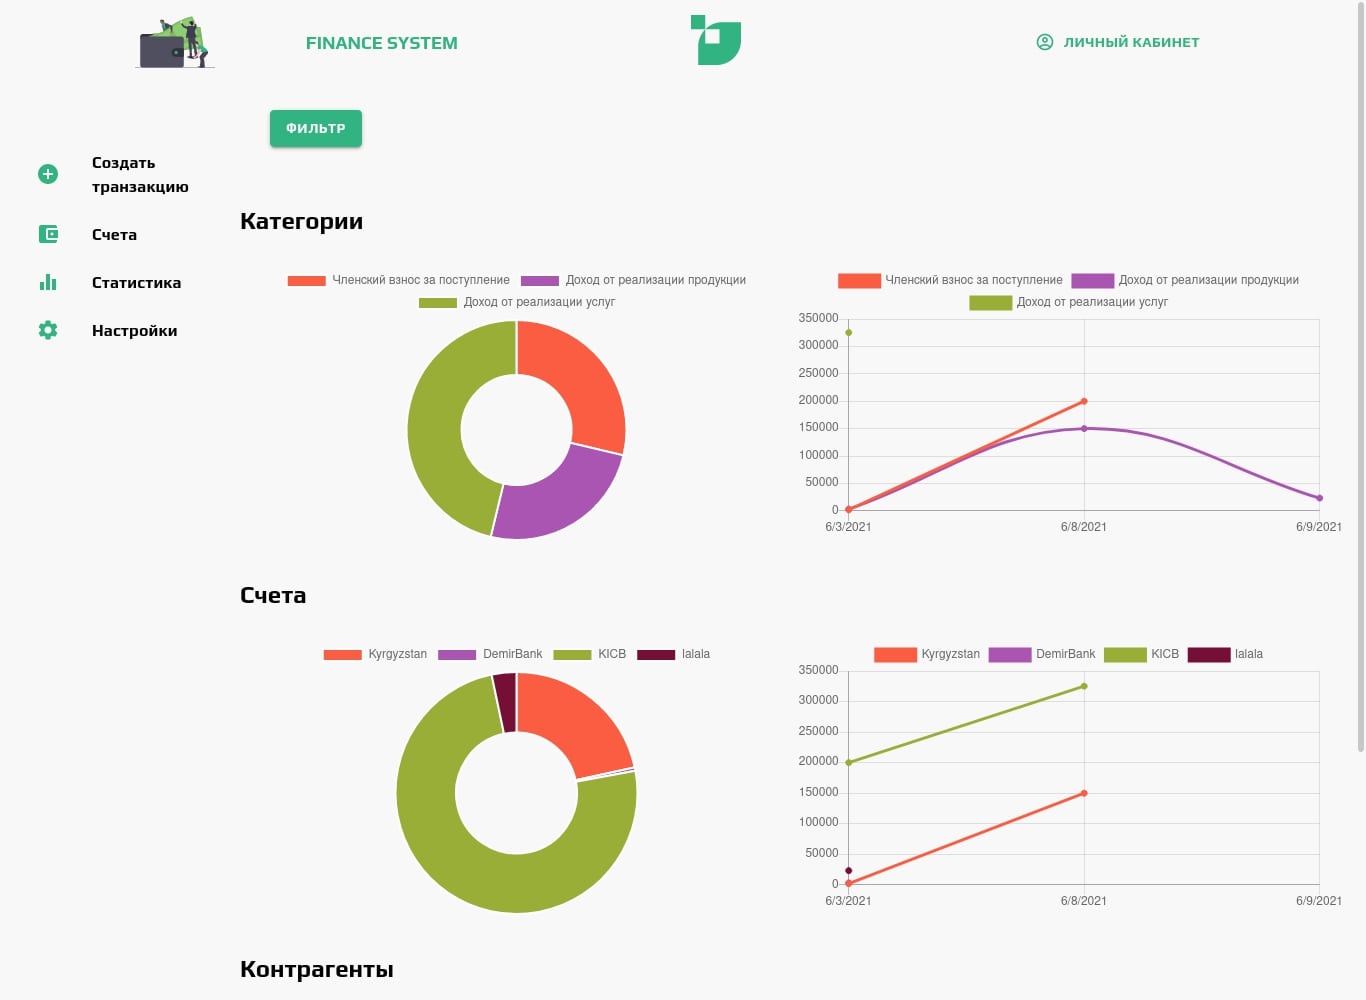 FINANCE SYSTEM
ЛИЧНЫЙ КАБИНЕТ
ФИЛЬТР
Создать
транзакцию
Счета
Статистика
Настройки
Категории
Членский взнос за поступление Доход от реализации продукции
Доход от реализации услуг
Членский взнос за поступление Доход от реализации продукции
Доход от реализации услуг
350000
300000
250000
200000
150000
100000
50000
0
6/3/2021 6/8/2021 6/9/2021
Счета
Kyrgyzstan DemirBank KICB lalala
Kyrgyzstan DemirBank KICB lalala
350000
300000
250000
200000
150000
100000
50000
0
6/3/2021 6/8/2021 6/9/2021
Контрагенты